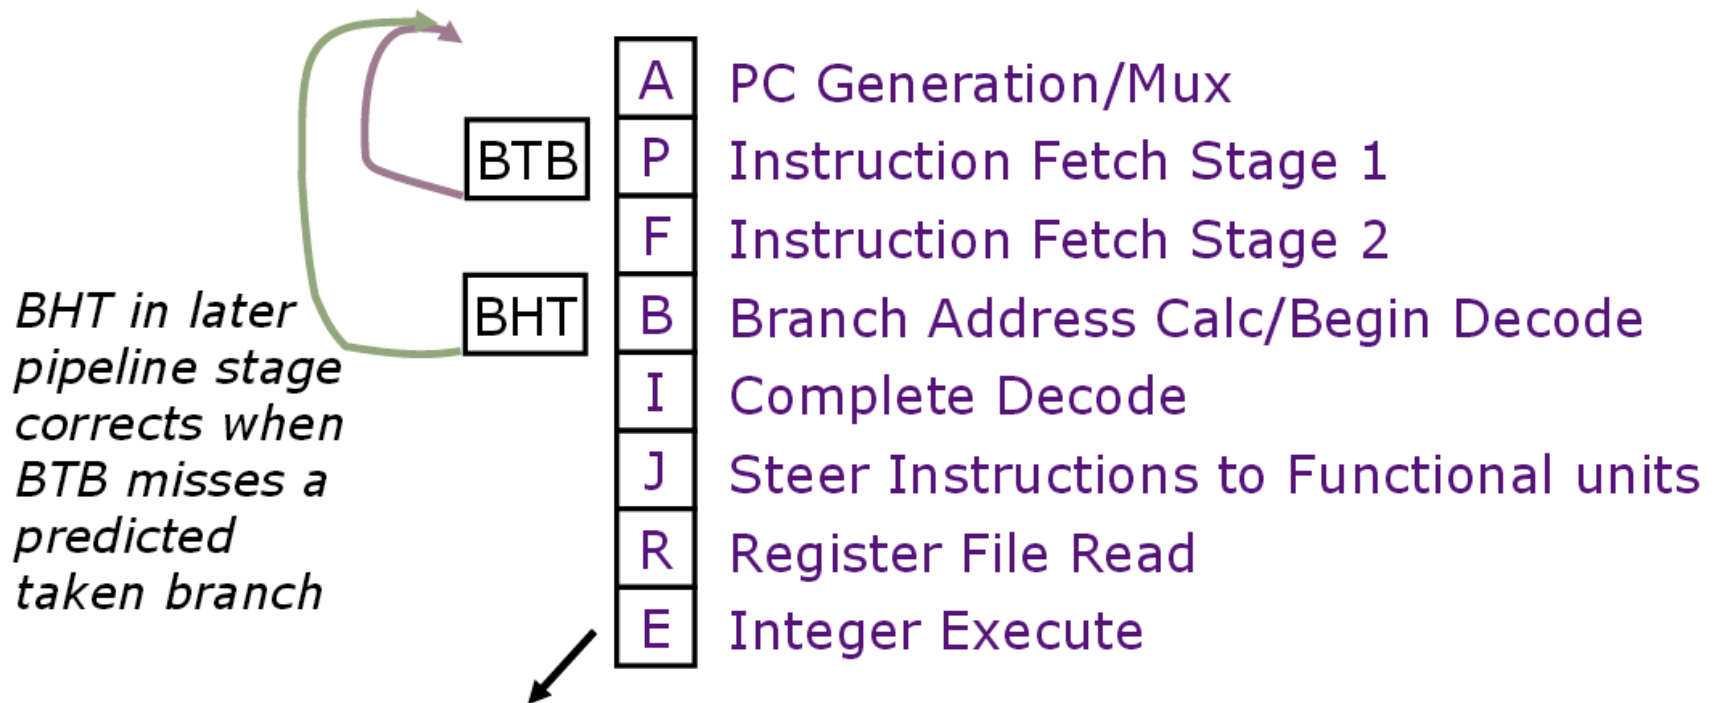 A PC Generation/Mux
BTB P Instruction Fetch Stage 1
F Instruction Fetch Stage 2
BHT B Branch Address Calc/Begin Decode
I Complete Decode
J Steer Instructions to Functional units
R Register File Read
E Integer Execute
BHT in later
pipeline stage
corrects when
BTB misses a
predicted
taken branch